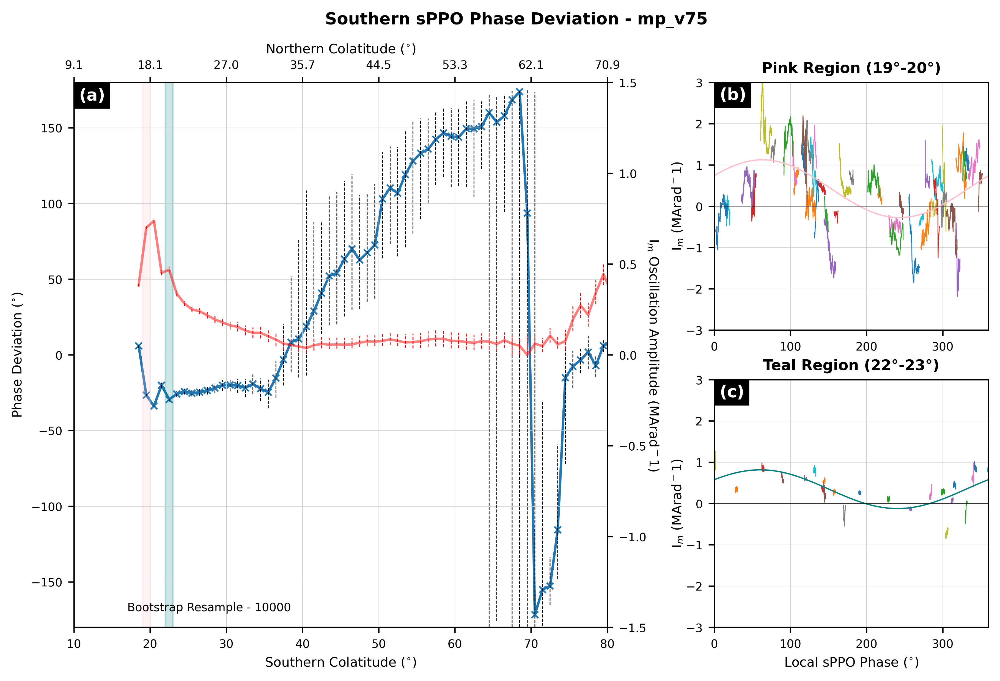 Southern sPPO Phase Deviation - mp_v75
Northern Colatitude (°)
9.1 18.1 27.0 35.7 44.5 53.3 62.1 70.9
(a)
150
100
50
0
−50
−100
−150
Phase Deviation (°)
1.5
1.0
0.5
0.0
−0.5
−1.0
−1.5
I_m Oscillation Amplitude (MArad−1)
Bootstrap Resample - 10000
10 20 30 40 50 60 70 80
Southern Colatitude (°)
Pink Region (19°-20°)
(b)
3
2
1
0
−1
−2
−3
I_m (MArad−1)
0 100 200 300
Teal Region (22°-23°)
(c)
3
2
1
0
−1
−2
−3
I_m (MArad−1)
0 100 200 300
Local sPPO Phase (°)